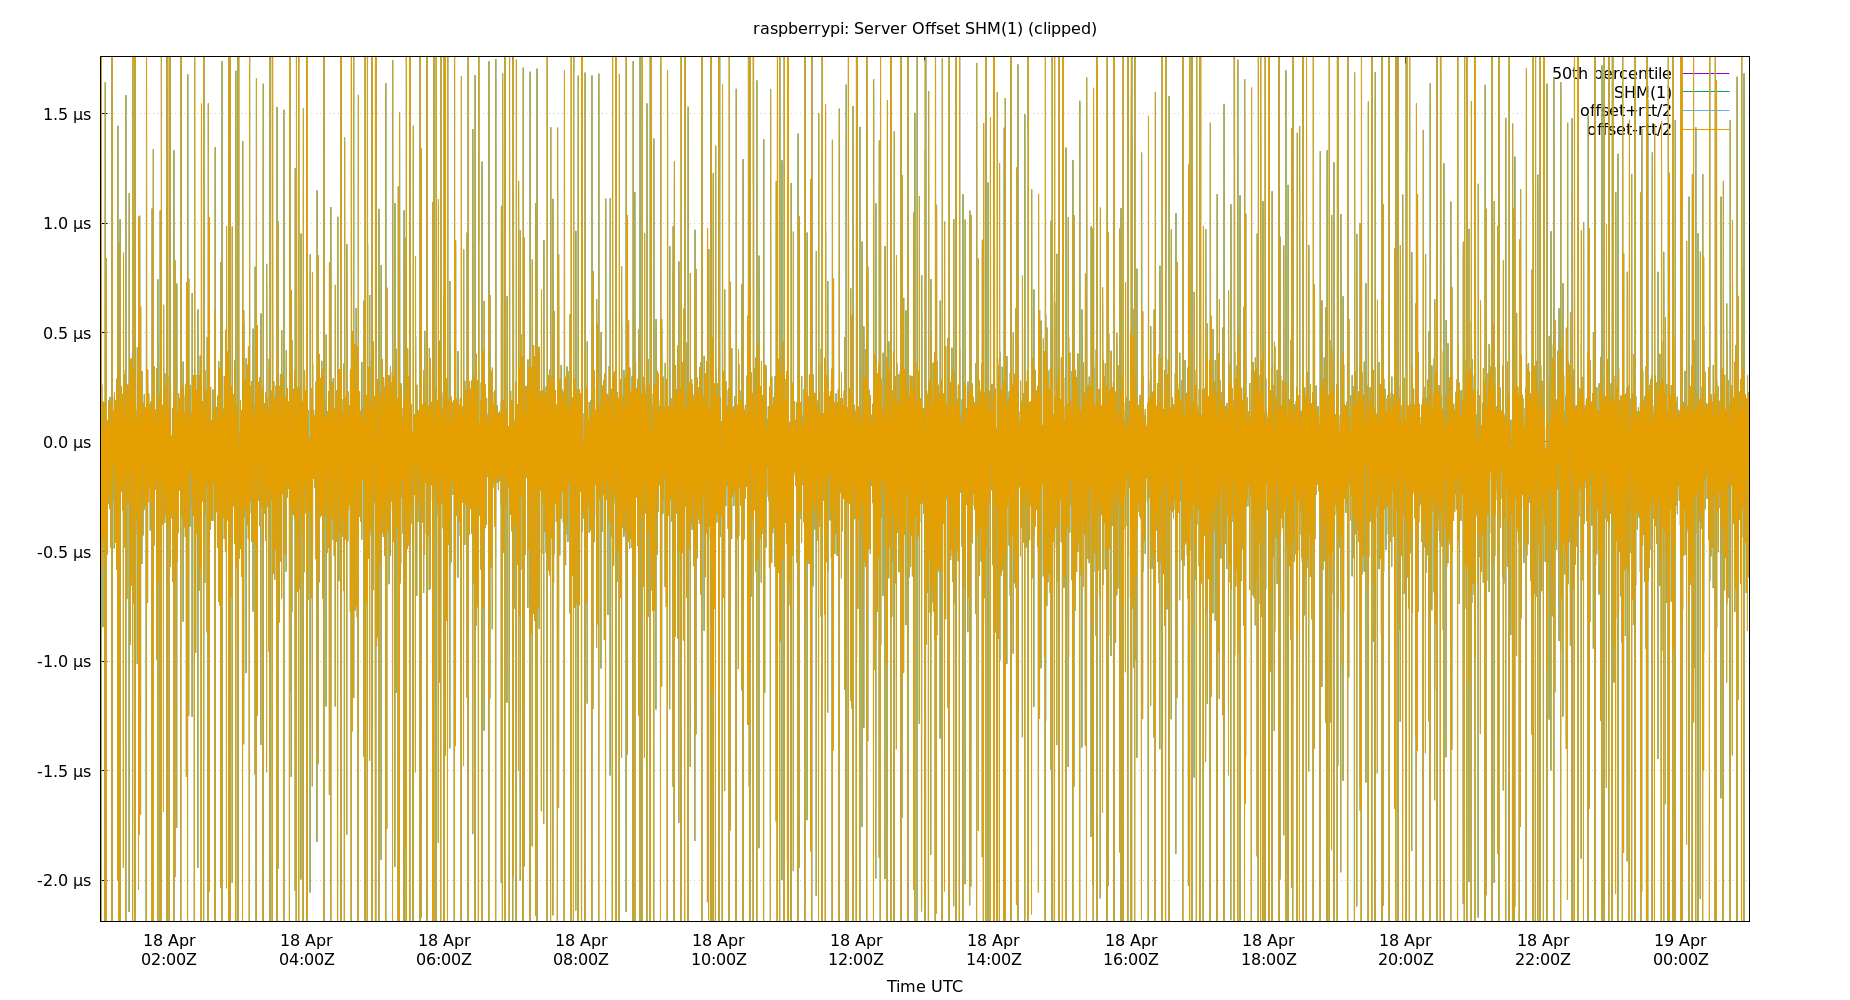 raspberrypi: Server Offset SHM(1) (clipped)
50th percentile
SHM(1)
offset+rtt/2
offset-rtt/2
1.5 µs
1.0 µs
0.5 µs
0.0 µs
-0.5 µs
-1.0 µs
-1.5 µs
-2.0 µs
18 Apr 18 Apr 18 Apr 18 Apr 18 Apr 18 Apr 18 Apr 18 Apr 18 Apr 18 Apr 18 Apr 19 Apr
02:00Z 04:00Z 06:00Z 08:00Z 10:00Z 12:00Z 14:00Z 16:00Z 18:00Z 20:00Z 22:00Z 00:00Z
Time UTC